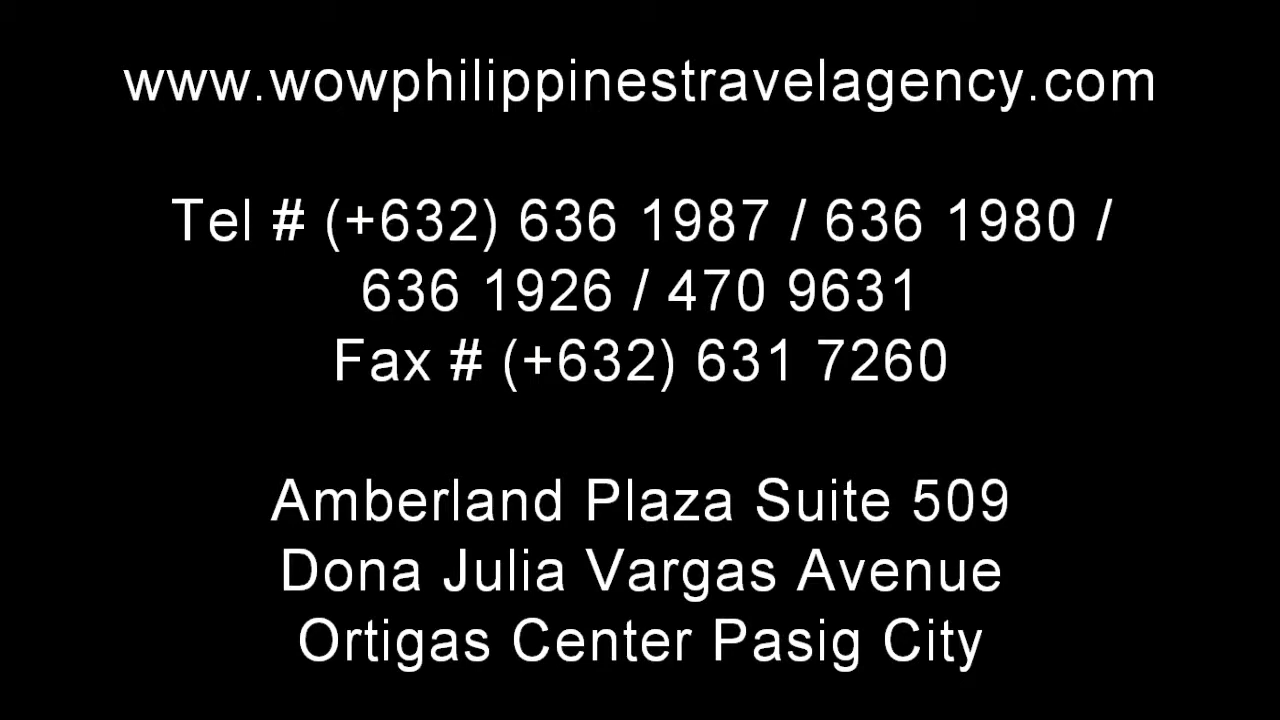 www.wowphilippinestravelagency.com
Tel # (+632) 636 1987 / 636 1980 /
636 1926 / 470 9631
Fax # (+632) 631 7260
Amberland Plaza Suite 509
Dona Julia Vargas Avenue
Ortigas Center Pasig City